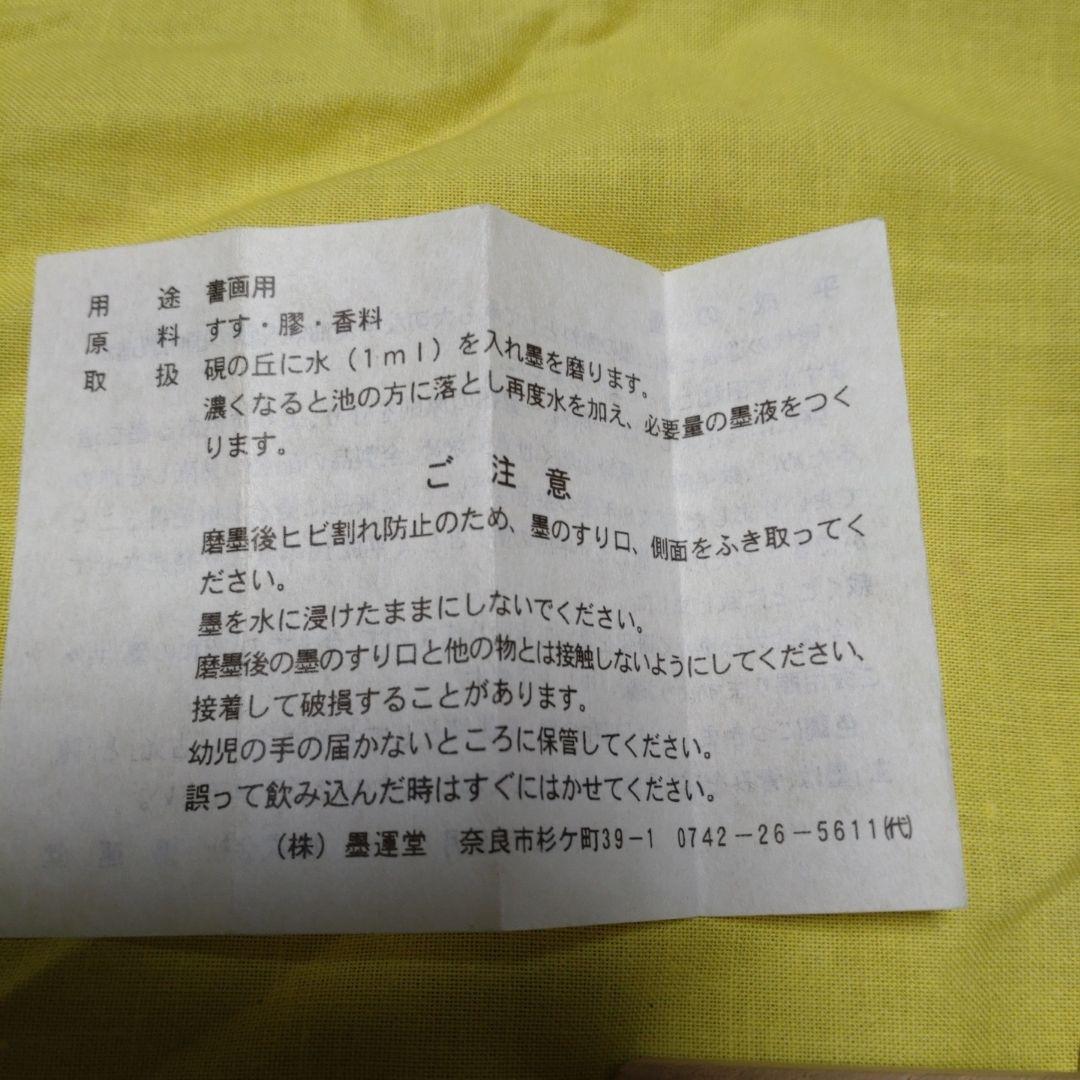 用　途　書画用
原　料　すす・膠・香料
取　扱　硯の丘に水（1ml）を入れ墨を磨ります。
濃くなると池の方に落とし再度水を加え、必要量の墨液をつく
ります。
ご　注　意
磨墨後ヒビ割れ防止のため、墨のすり口、側面をふき取ってく
ださい。
墨を水に浸けたままにしないでください。
磨墨後の墨のすり口と他の物とは接触しないようにしてください、
接着して破損することがあります。
幼児の手の届かないところに保管してください。
誤って飲み込んだ時はすぐにはかせてください。
（株）墨運堂　奈良市杉ケ町39－1　0742－26－5611㈹